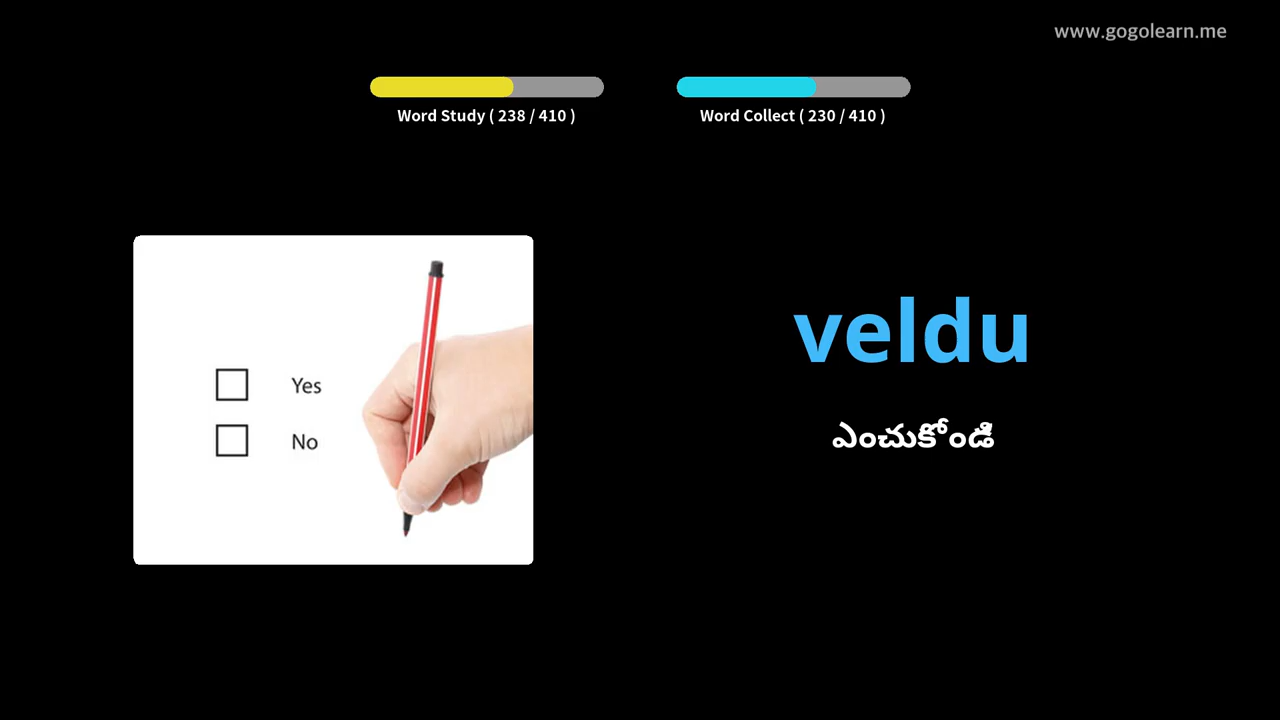 www.gogolearn.me
Word Study ( 238 / 410 )
Word Collect ( 230 / 410 )
Yes
No
veldu
ఎంచుకోండి